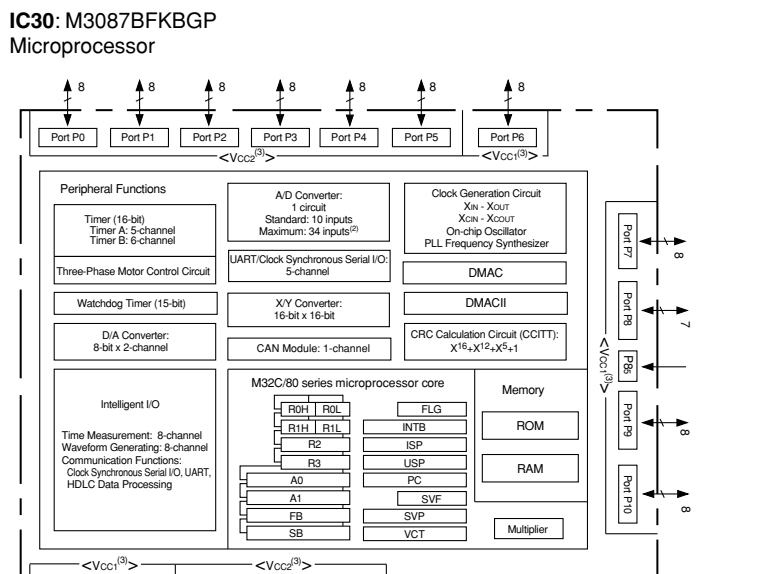 IC30: M3087BFKBGP
Microprocessor
8 8 8 8 8 8 8
Port P0 Port P1 Port P2 Port P3 Port P4 Port P5 Port P6
<VCC2(3)> <VCC1(3)>
Peripheral Functions
Timer (16-bit)
Timer A: 5-channel
Timer B: 6-channel
Three-Phase Motor Control Circuit
Watchdog Timer (15-bit)
D/A Converter:
8-bit x 2-channel
Intelligent I/O
Time Measurement: 8-channel
Waveform Generating: 8-channel
Communication Functions:
Clock Synchronous Serial I/O, UART,
HDLC Data Processing
A/D Converter:
1 circuit
Standard: 10 inputs
Maximum: 34 inputs(2)
UART/Clock Synchronous Serial I/O:
5-channel
X/Y Converter:
16-bit x 16-bit
CAN Module: 1-channel
Clock Generation Circuit
XIN - XOUT
XCIN - XCOUT
On-chip Oscillator
PLL Frequency Synthesizer
DMAC
DMACII
CRC Calculation Circuit (CCITT):
X16+X12+X5+1
M32C/80 series microprocessor core
R0H R0L
R1H R1L
R2
R3
A0
A1
FB
SB
FLG
INTB
ISP
USP
PC
SVF
SVP
VCT
Memory
ROM
RAM
Multiplier
<VCC1(3)>
Port P7
8
Port P8
7
P85
Port P9
8
Port P10
8
<VCC1(3)> <VCC2(3)>